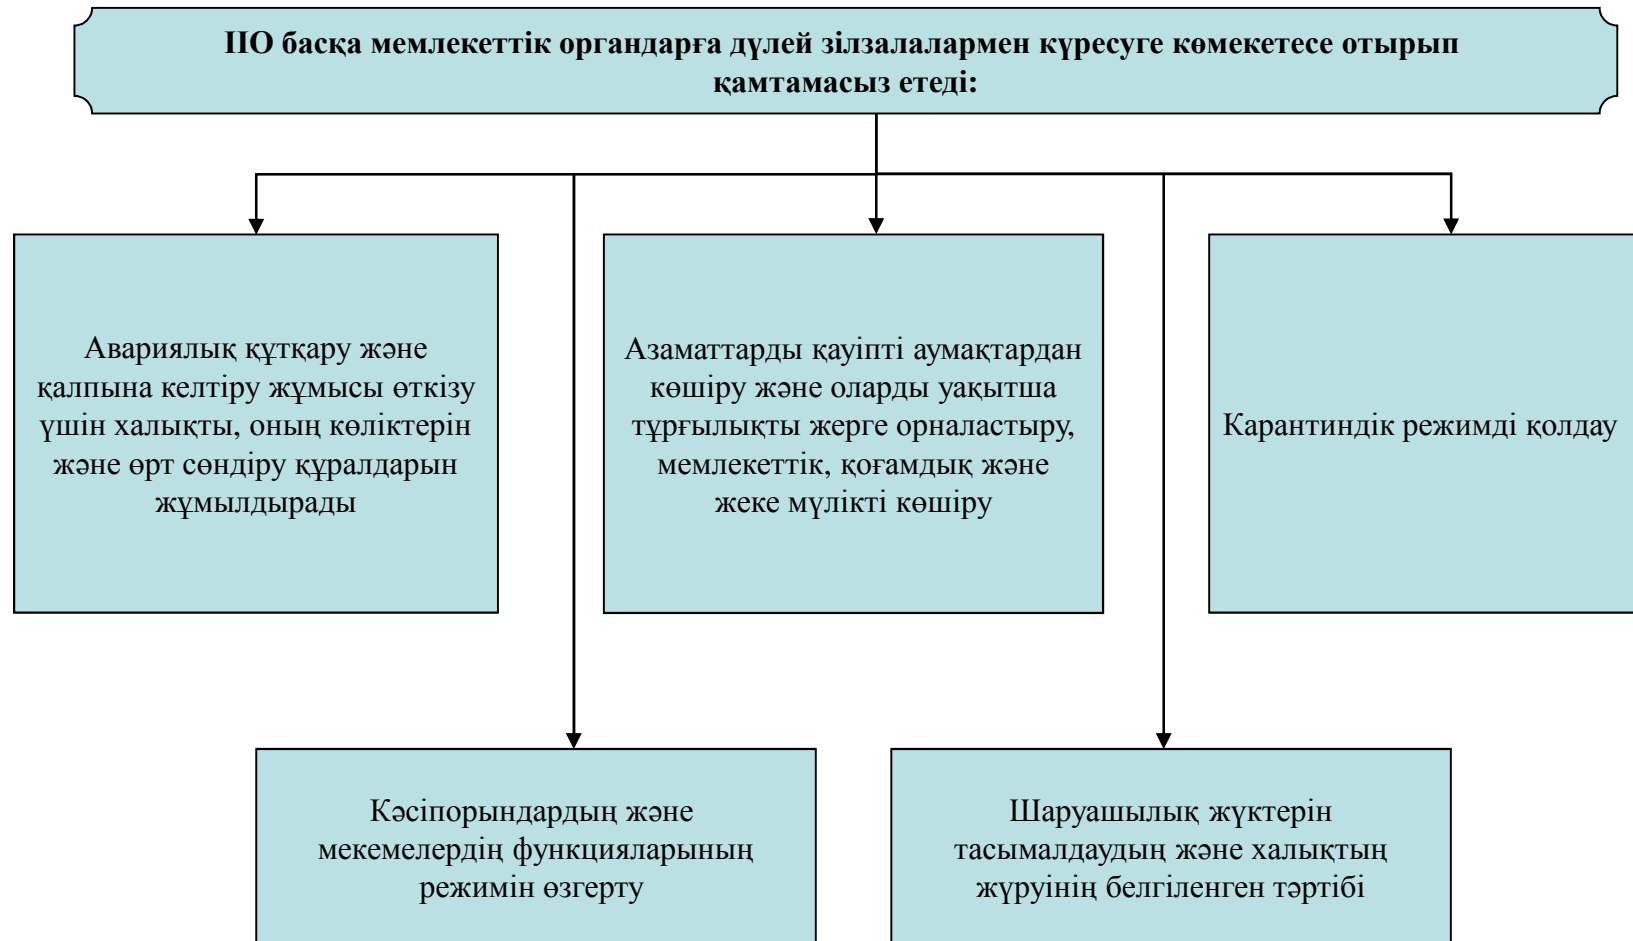 ІІО басқа мемлекеттік органдарға дүлей зілзалалармен күресуге көмекетесе отырып
қамтамасыз етеді:
Авариялық құтқару және
қалпына келтіру жұмысы өткізу
үшін халықты, оның көліктерін
және өрт сөндіру құралдарын
жұмылдырады
Азаматтарды қауіпті аумақтардан
көшіру және оларды уақытша
тұрғылықты жерге орналастыру,
мемлекеттік, қоғамдық және
жеке мүлікті көшіру
Карантиндік режимді қолдау
Кәсіпорындардың және
мекемелердің функцияларының
режимін өзгерту
Шаруашылық жүктерін
тасымалдаудың және халықтың
жүруінің белгіленген тәртібі